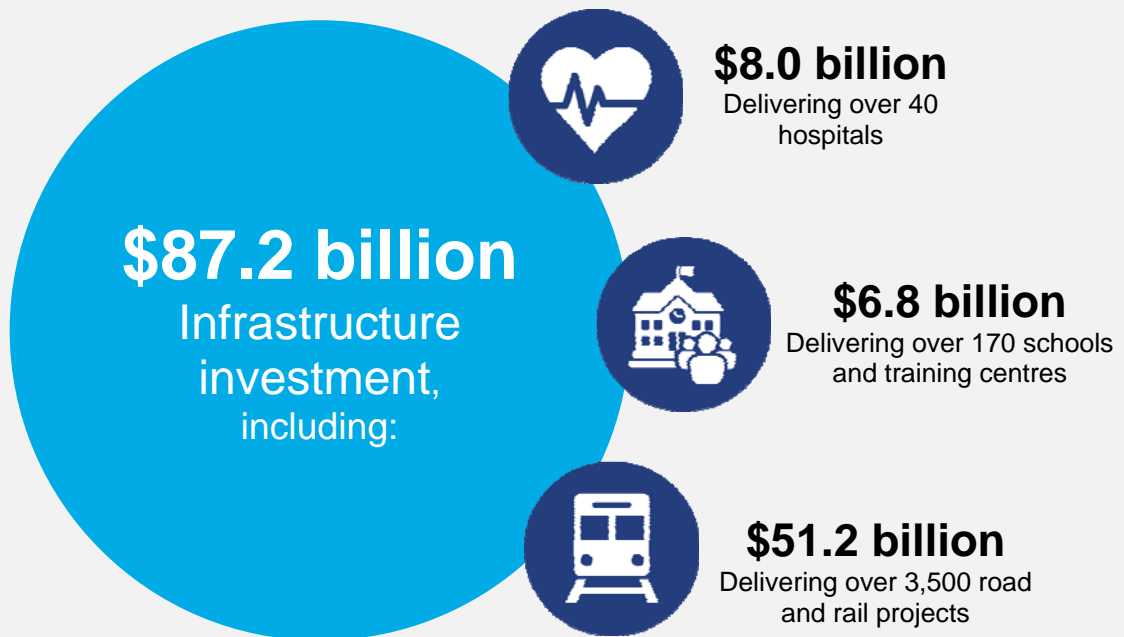 $87.2 billion
Infrastructure
investment,
including:
$8.0 billion
Delivering over 40
hospitals
$6.8 billion
Delivering over 170 schools
and training centres
$51.2 billion
Delivering over 3,500 road
and rail projects